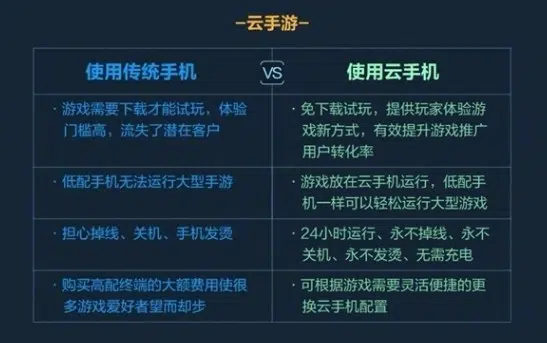 –云手游–
使用传统手机
VS
使用云手机
· 游戏需要下载才能试玩，体验
门槛高，流失了潜在客户
· 免下载试玩，提供玩家体验游
戏新方式，有效提升游戏推广
用户转化率
· 低配手机无法运行大型手游
· 游戏放在云手机运行，低配手
机一样可以轻松运行大型游戏
· 担心掉线、关机、手机发烫
· 24小时运行、永不掉线、永不
关机、永不发烫、无需充电
· 购买高配终端的大额费用使很
多游戏爱好者望而却步
· 可根据游戏需要灵活便捷的更
换云手机配置